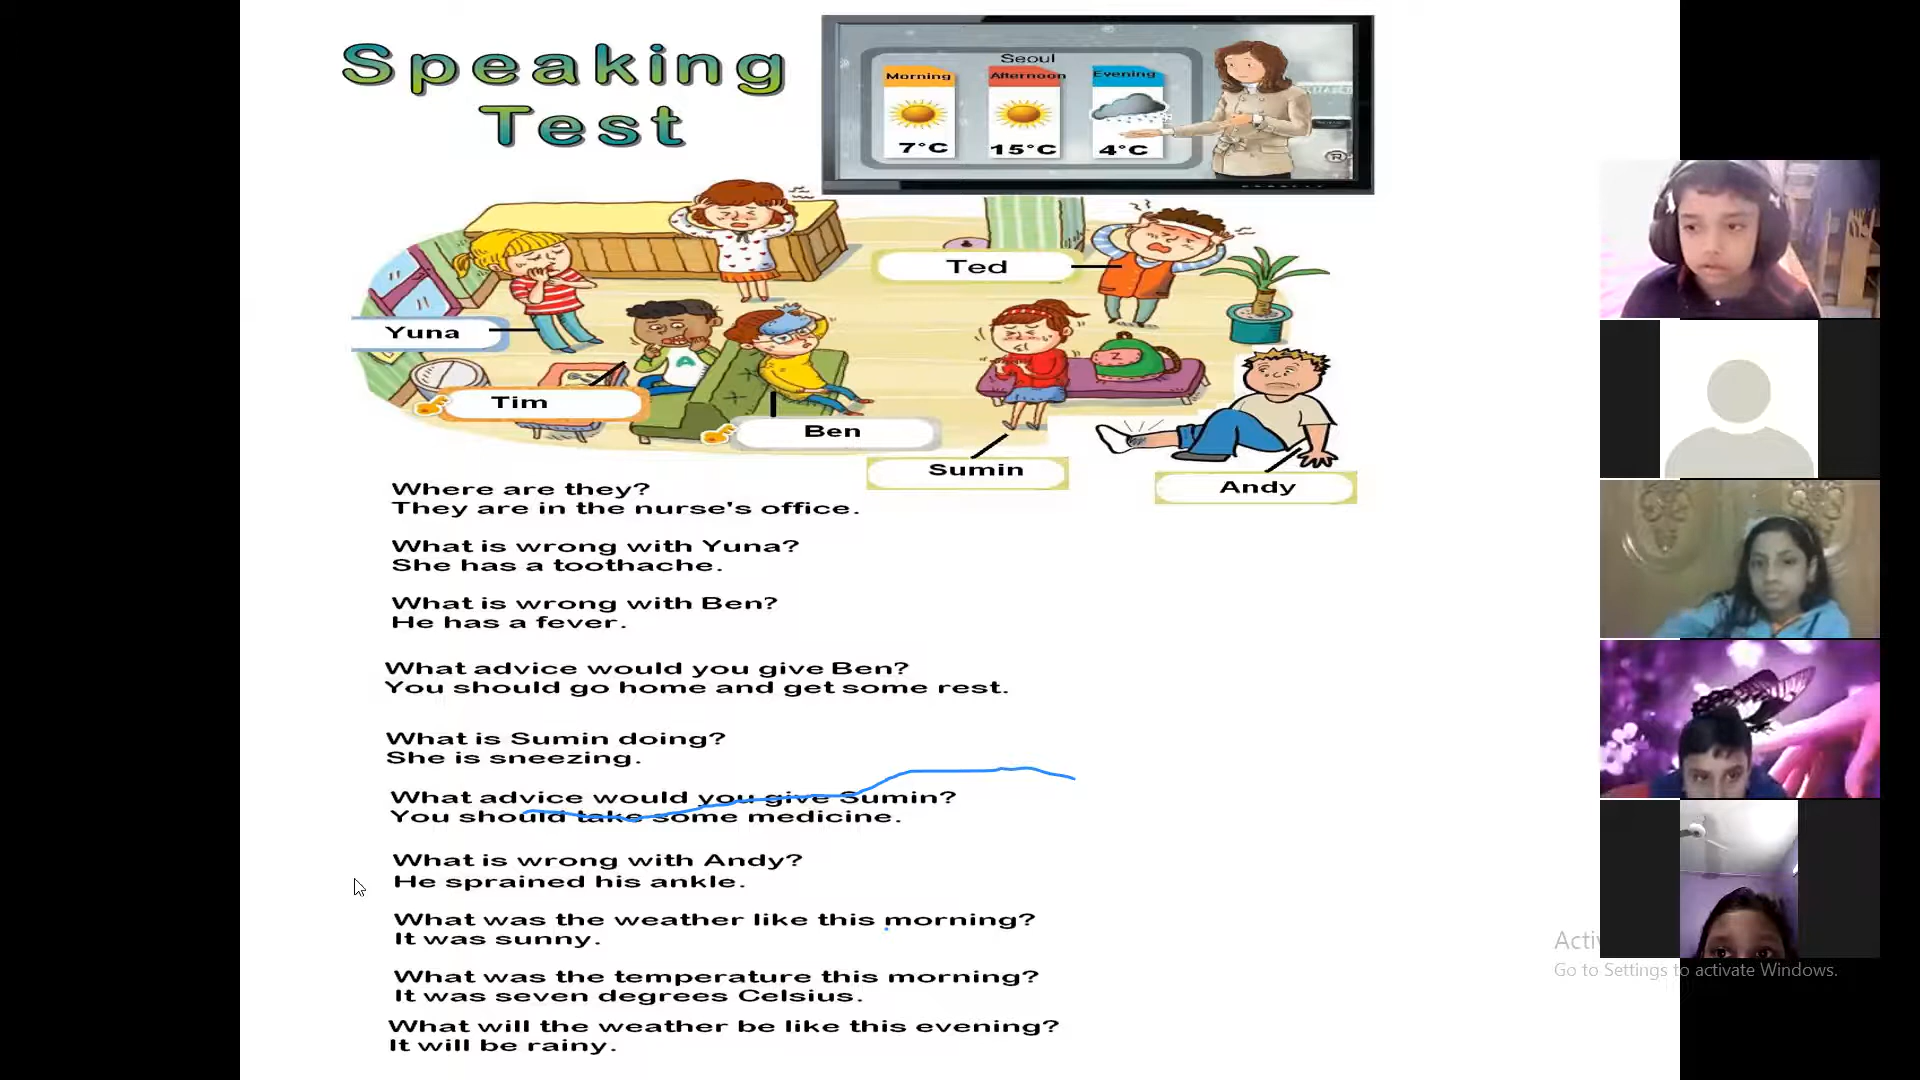 Speaking
Test
Seoul
Morning
Afternoon
Evening
7°C
15°C
4°C
Ted
Yuna
Tim
A
Ben
Sumin
Andy
Where are they?
They are in the nurse's office.
What is wrong with Yuna?
She has a toothache.
What is wrong with Ben?
He has a fever.
What advice would you give Ben?
You should go home and get some rest.
What is Sumin doing?
She is sneezing.
What advice would you give Sumin?
You should take some medicine.
What is wrong with Andy?
He sprained his ankle.
What was the weather like this morning?
It was sunny.
What was the temperature this morning?
It was seven degrees Celsius.
What will the weather be like this evening?
It will be rainy.
Go to Settings to activate Windows.